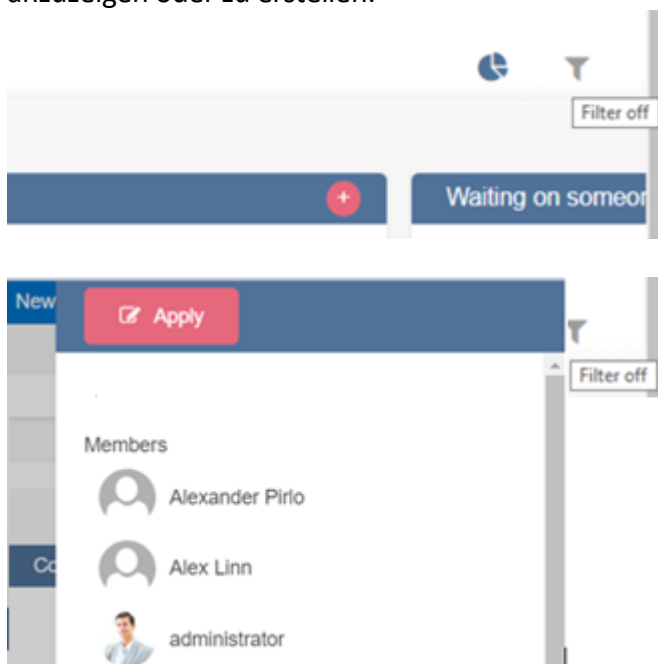 anzuzeigen oder zu erstellen.
Filter off
Waiting on someor
New
Apply
Filter off
Members
Alexander Pirlo
Alex Linn
Co
administrator